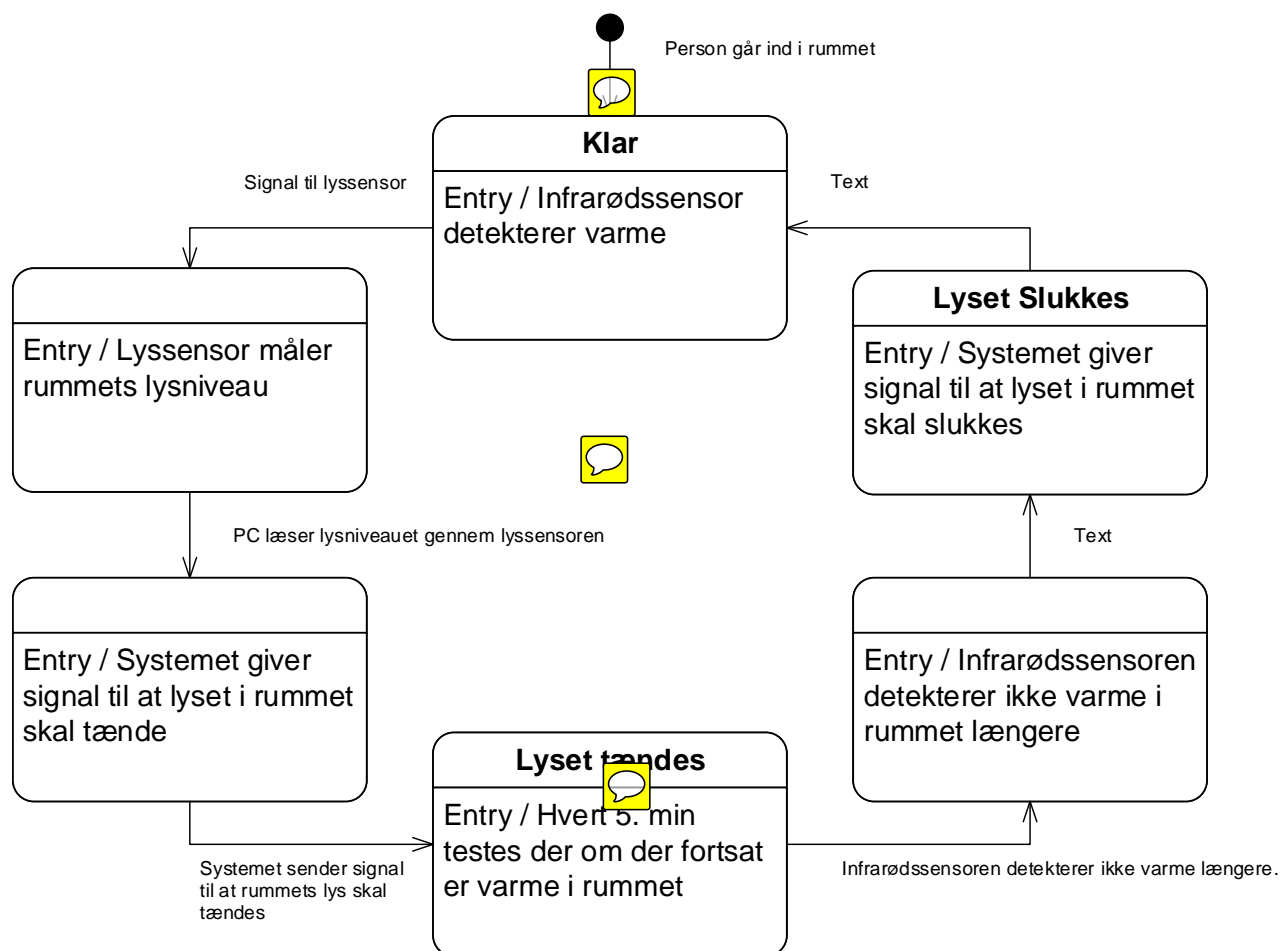 Person går ind i rummet
Klar
Entry / Infrarødssensor
detekterer varme
Signal til lyssensor
Text
Entry / Lyssensor måler
rummets lysniveau
Lyset Slukkes
Entry / Systemet giver
signal til at lyset i rummet
skal slukkes
PC læser lysniveauet gennem lyssensoren
Text
Entry / Systemet giver
signal til at lyset i rummet
skal tænde
Entry / Infrarødssensoren
detekterer ikke varme i
rummet længere
Lyset tændes
Entry / Hvert 5. min
testes der om der fortsat
er varme i rummet
Systemet sender signal
til at rummets lys skal
tændes
Infrarødssensoren detekterer ikke varme længere.